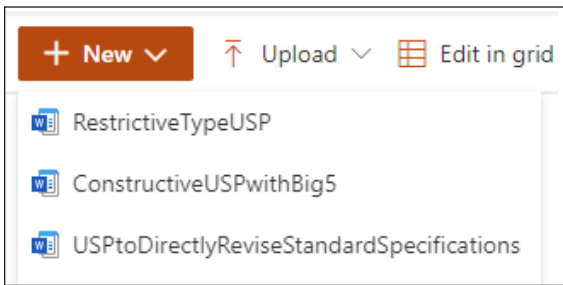 New Upload Edit in grid
RestrictiveTypeUSP
ConstructiveUSPwithBig5
USPtoDirectlyReviseStandardSpecifications